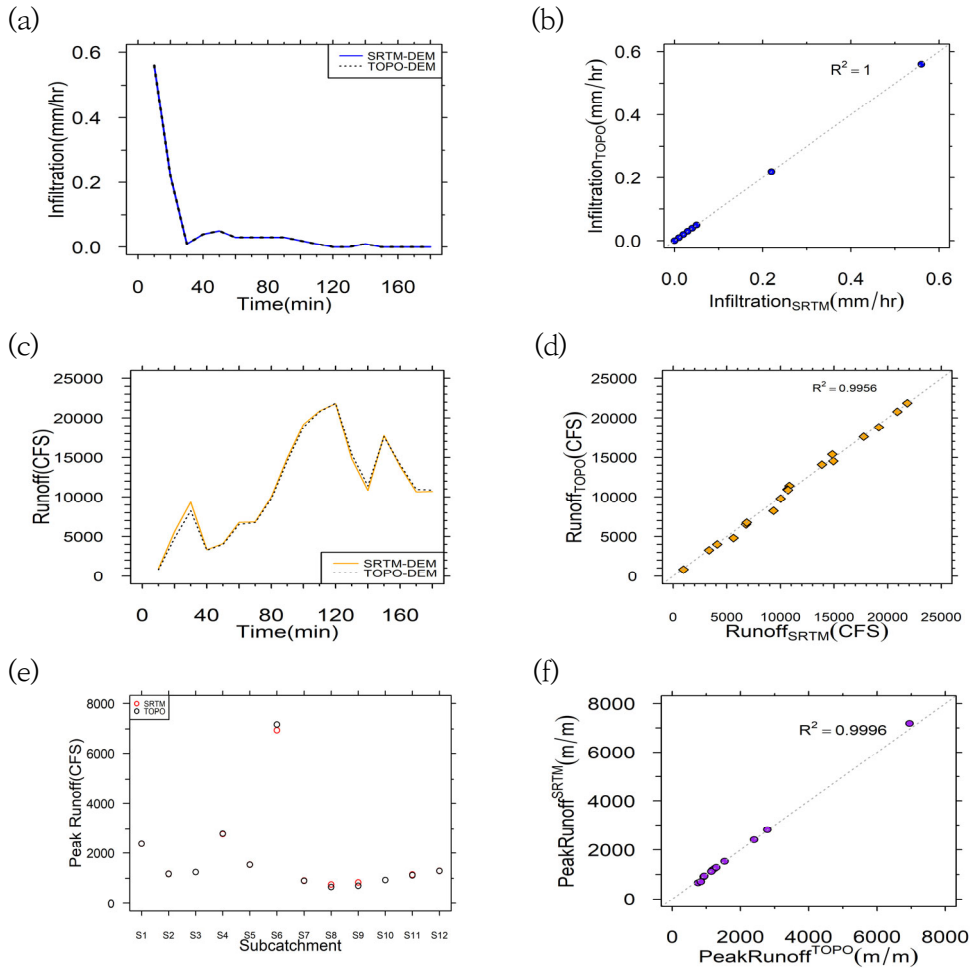 (a)
0.6
0.4
0.2
0.0
Infiltration(mm/hr)
SRTM-DEM
TOPO-DEM
0 40 80 120 160
Time(min)
(b)
0.6
0.4
0.2
0.0
Infiltration_TOPO(mm/hr)
R² = 1
0.0 0.2 0.4 0.6
Infiltration_SRTM(mm/hr)
(c)
25000
20000
15000
10000
5000
0
Runoff(CFS)
SRTM-DEM
TOPO-DEM
0 40 80 120 160
Time(min)
(d)
25000
20000
15000
10000
5000
0
Runoff_TOPO(CFS)
R² = 0.9956
0 5000 10000 15000 20000 25000
Runoff_SRTM(CFS)
(e)
8000
6000
4000
2000
0
Peak Runoff(CFS)
SRTM
TOPO
S1 S2 S3 S4 S5 S6 S7 S8 S9 S10 S11 S12
Subcatchment
(f)
8000
6000
4000
2000
0
PeakRunoff^SRTM(m/m)
R² = 0.9996
0 2000 4000 6000 8000
PeakRunoff^TOPO(m/m)